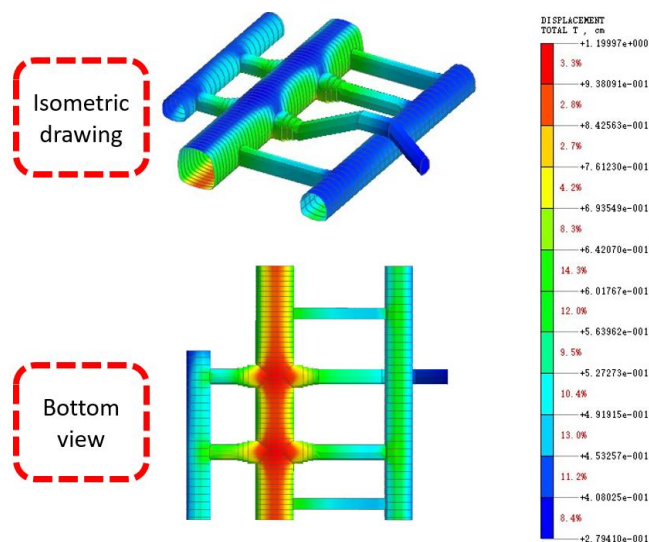 Isometric
drawing
Bottom
view
DISPLACEMENT
TOTAL T , cm
+1.19997e+000
3.3%
+9.38091e-001
2.8%
+8.42563e-001
2.7%
+7.61230e-001
4.2%
+6.93549e-001
8.3%
+6.42070e-001
14.3%
+6.01767e-001
12.0%
+5.63962e-001
9.5%
+5.27273e-001
10.4%
+4.91915e-001
13.0%
+4.53257e-001
11.2%
+4.08025e-001
8.4%
+2.79410e-001